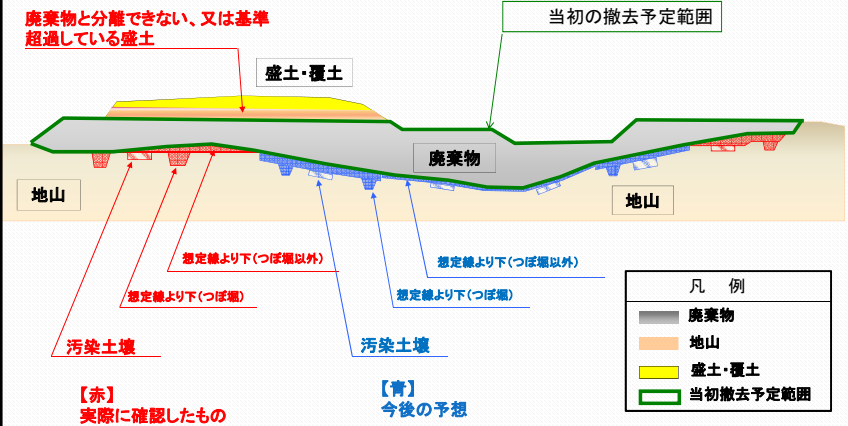 廃棄物と分離できない、又は基準
超過している盛土
当初の撤去予定範囲
盛土・覆土
廃棄物
地山
地山
想定線より下(つぼ堀以外)
想定線より下(つぼ堀以外)
想定線より下(つぼ堀)
想定線より下(つぼ堀)
汚染土壌
汚染土壌
【赤】
実際に確認したもの
【青】
今後の予想
凡 例
廃棄物
地山
盛土・覆土
当初撤去予定範囲